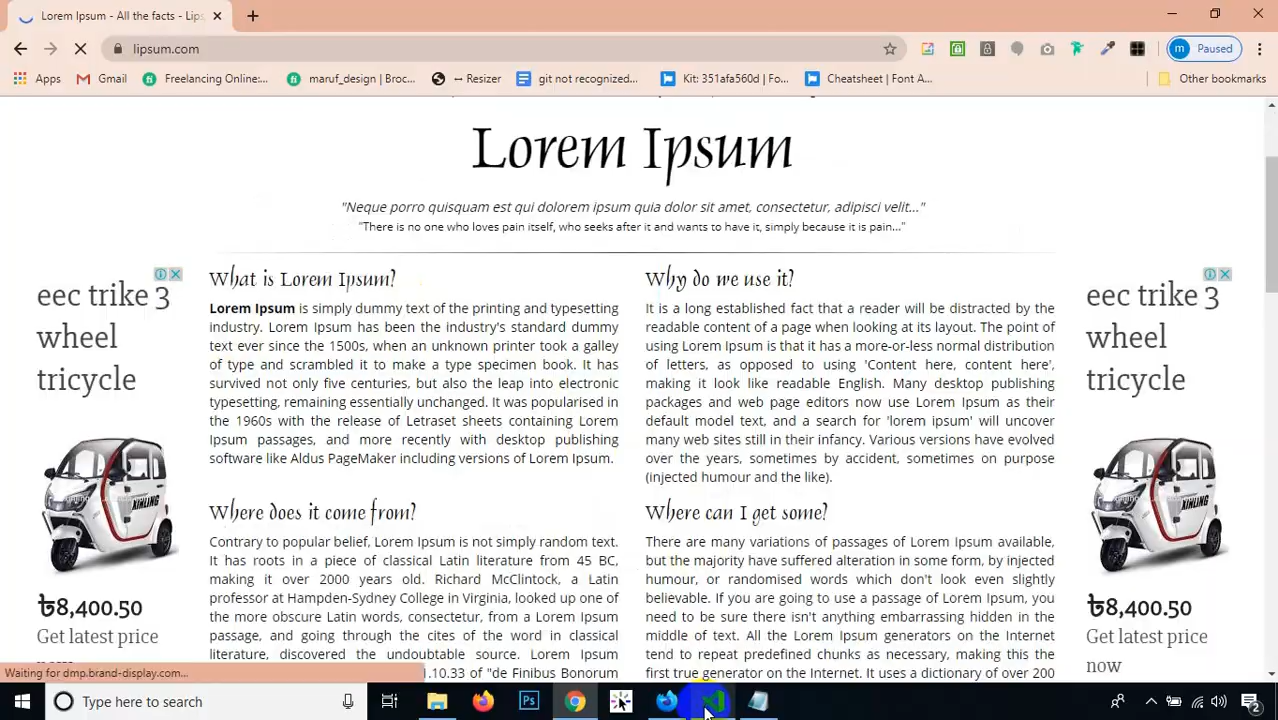 Lorem Ipsum - All the facts - Lips
lipsum.com
Paused
Apps
Gmail
Freelancing Online:...
maruf_design | Broc...
↔ Resizer
git not recognized...
Kit: 351afa560d | Fo...
Cheatsheet | Font A...
Other bookmarks
Lorem Ipsum
"Neque porro quisquam est qui dolorem ipsum quia dolor sit amet, consectetur, adipisci velit..."
"There is no one who loves pain itself, who seeks after it and wants to have it, simply because it is pain..."
eec trike 3
wheel
tricycle
৳8,400.50
Get latest price
What is Lorem Ipsum?
Lorem Ipsum is simply dummy text of the printing and typesetting
industry. Lorem Ipsum has been the industry's standard dummy
text ever since the 1500s, when an unknown printer took a galley
of type and scrambled it to make a type specimen book. It has
survived not only five centuries, but also the leap into electronic
typesetting, remaining essentially unchanged. It was popularised in
the 1960s with the release of Letraset sheets containing Lorem
Ipsum passages, and more recently with desktop publishing
software like Aldus PageMaker including versions of Lorem Ipsum.
Why do we use it?
It is a long established fact that a reader will be distracted by the
readable content of a page when looking at its layout. The point of
using Lorem Ipsum is that it has a more-or-less normal distribution
of letters, as opposed to using 'Content here, content here',
making it look like readable English. Many desktop publishing
packages and web page editors now use Lorem Ipsum as their
default model text, and a search for 'lorem ipsum' will uncover
many web sites still in their infancy. Various versions have evolved
over the years, sometimes by accident, sometimes on purpose
(injected humour and the like).
Where does it come from?
Contrary to popular belief, Lorem Ipsum is not simply random text.
It has roots in a piece of classical Latin literature from 45 BC,
making it over 2000 years old. Richard McClintock, a Latin
professor at Hampden-Sydney College in Virginia, looked up one of
the more obscure Latin words, consectetur, from a Lorem Ipsum
passage, and going through the cites of the word in classical
literature, discovered the undoubtable source. Lorem Ipsum
1.10.33 of "de Finibus Bonorum
Where can I get some?
There are many variations of passages of Lorem Ipsum available,
but the majority have suffered alteration in some form, by injected
humour, or randomised words which don't look even slightly
believable. If you are going to use a passage of Lorem Ipsum, you
need to be sure there isn't anything embarrassing hidden in the
middle of text. All the Lorem Ipsum generators on the Internet
tend to repeat predefined chunks as necessary, making this the
first true generator on the Internet. It uses a dictionary of over 200
eec trike 3
wheel
tricycle
৳8,400.50
Get latest price
now
Waiting for dmp.brand-display.com...
Type here to search